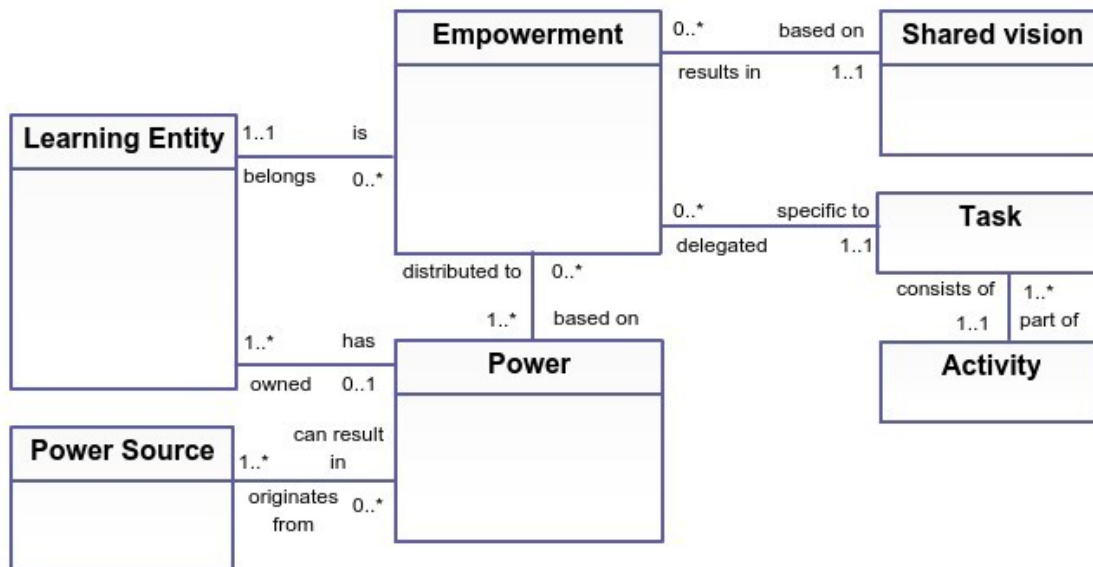 Empowerment
0..* based on
Shared vision
results in 1..1
Learning Entity
1..1 is
belongs 0..*
0..* specific to
delegated 1..1
Task
distributed to 0..*
1..* based on
consists of 1..*
1..1 part of
1..* has
owned 0..1
Power
Activity
Power Source
can result
1..* in
originates 0..*
from